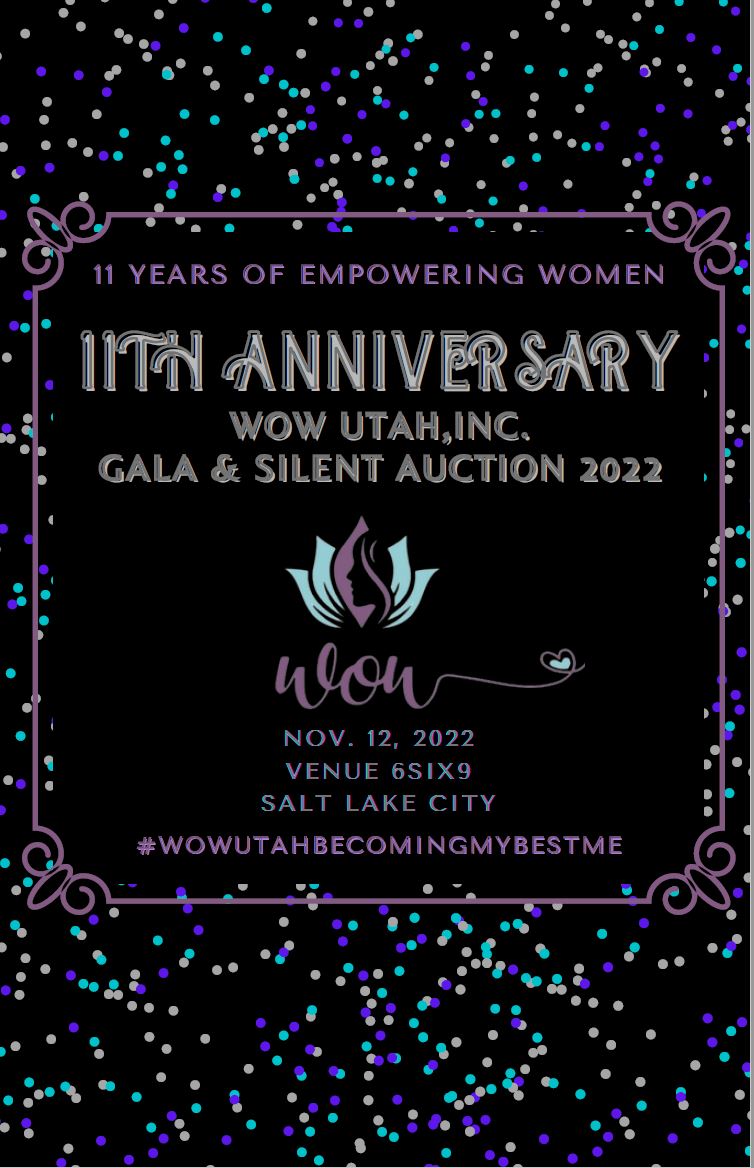 11 YEARS OF EMPOWERING WOMEN
11TH ANNIVERSARY
WOW UTAH,INC.
GALA & SILENT AUCTION 2022
wow
NOV. 12, 2022
VENUE 6SIX9
SALT LAKE CITY
#WOWUTAHBECOMINGMYBESTME